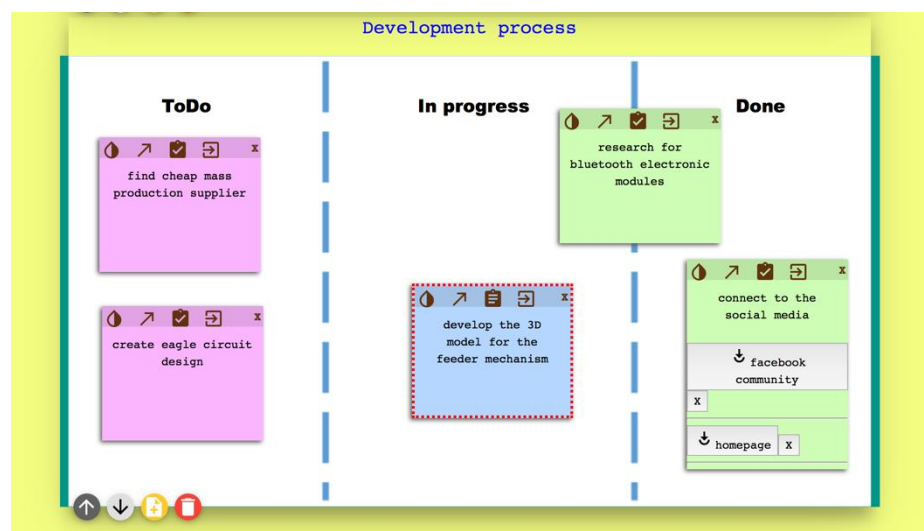 Development process
ToDo
In progress
Done
x
find cheap mass
production supplier
x
create eagle circuit
design
x
develop the 3D
model for the
feeder mechanism
x
research for
bluetooth electronic
modules
x
connect to the
social media
facebook
community
x
homepage x